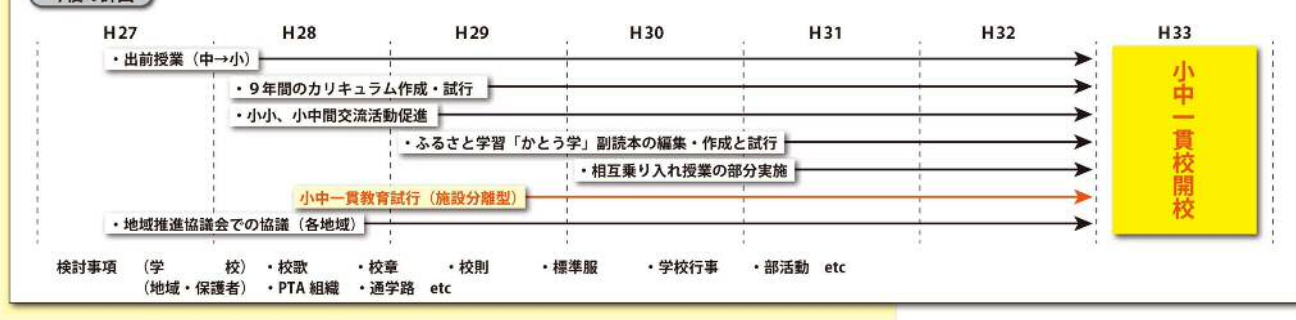 H27 H28 H29 H30 H31 H32 H33
・出前授業（中→小）
・９年間のカリキュラム作成・試行
・小小、小中間交流活動促進
・ふるさと学習「かとう学」副読本の編集・作成と試行
・相互乗り入れ授業の部分実施
小中一貫教育試行（施設分離型）
・地域推進協議会での協議（各地域）
小中一貫校開校
検討事項 （学 校） ・校歌 ・校章 ・校則 ・標準服 ・学校行事 ・部活動 etc
（地域・保護者） ・PTA 組織 ・通学路 etc